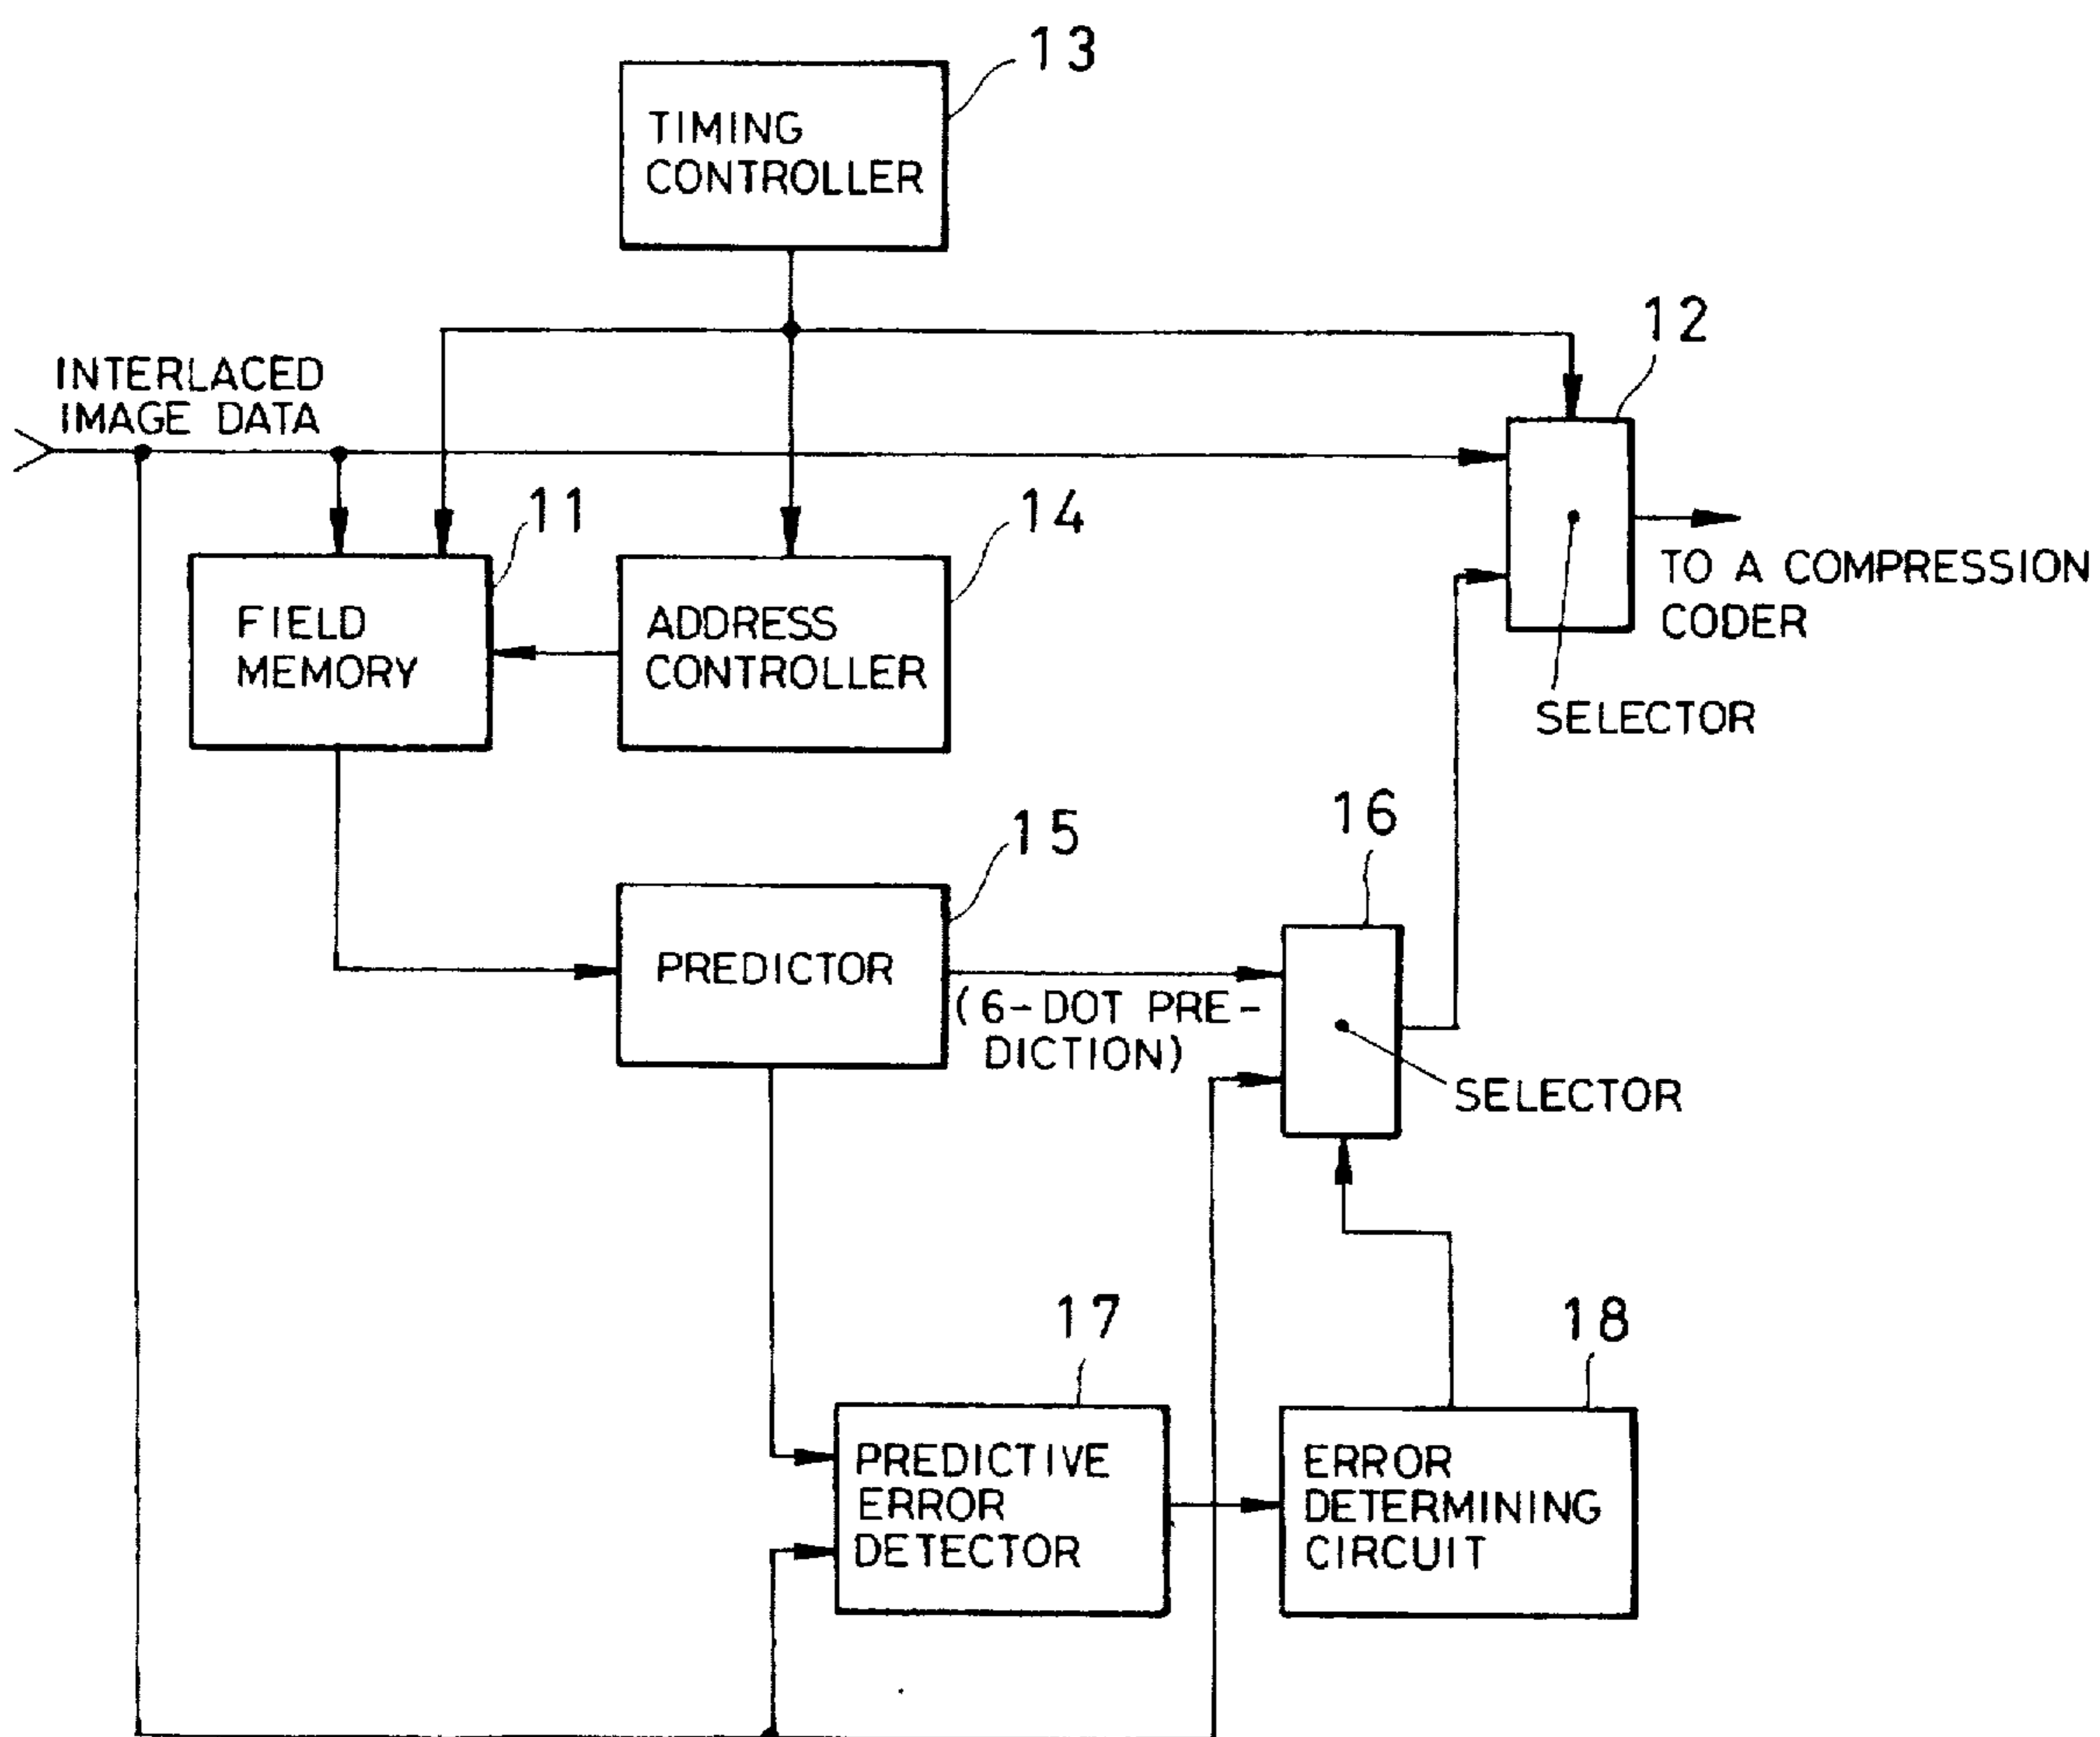 13
TIMING
CONTROLLER
12
INTERLACED
IMAGE DATA
11
14
FIELD
MEMORY
ADDRESS
CONTROLLER
TO A COMPRESSION
CODER
SELECTOR
16
15
PREDICTOR
(6-DOT PRE-
DICTION)
SELECTOR
17
18
PREDICTIVE
ERROR
DETECTOR
ERROR
DETERMINING
CIRCUIT